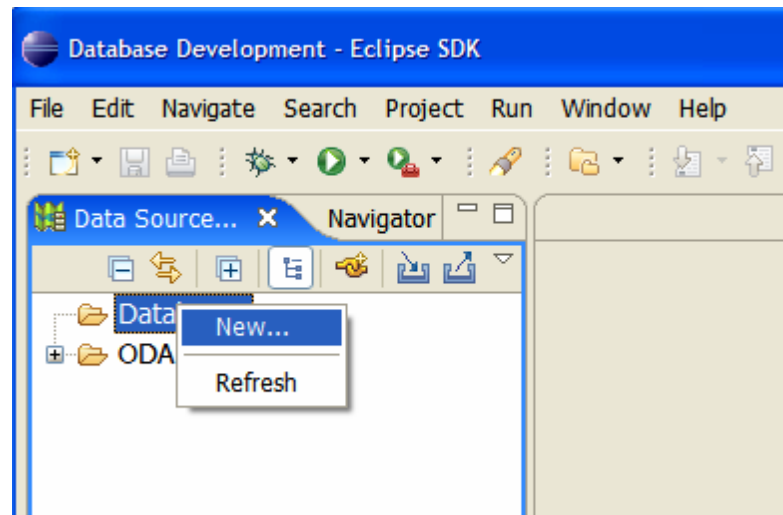 Database Development - Eclipse SDK
File Edit Navigate Search Project Run Window Help
Data Source... Navigator
Data
New...
ODA
Refresh